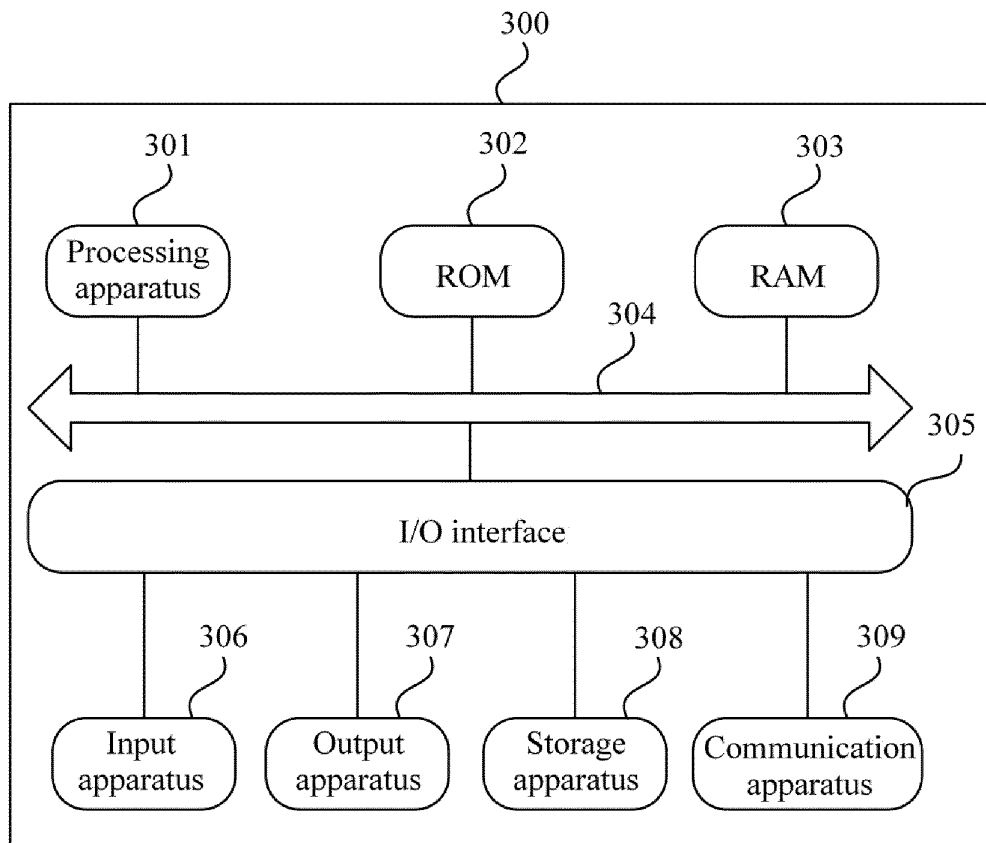 300
301
302
303
Processing
apparatus
ROM
RAM
304
305
I/O interface
306
307
308
309
Input
apparatus
Output
apparatus
Storage
apparatus
Communication
apparatus